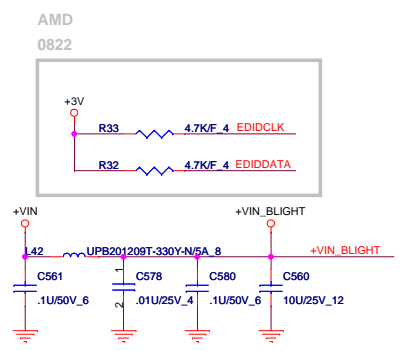 AMD
0822
+3V
R33 4.7K/F_4 EDIDCLK
R32 4.7K/F_4 EDIDDATA
+VIN +VIN_BLIGHT
L42 UPB201209T-330Y-N/5A_8 +VIN_BLIGHT
C561 1 C578 C580 C560
.1U/50V_6 2 .01U/25V_4 .1U/50V_6 10U/25V_12